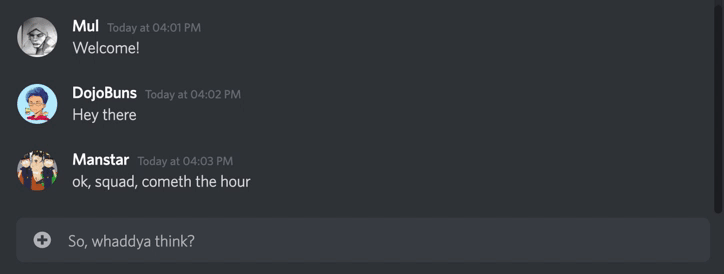 Mul Today at 04:01 PM
Welcome!
DojoBuns Today at 04:02 PM
Hey there
Manstar Today at 04:03 PM
ok, squad, cometh the hour
So, whaddya think?